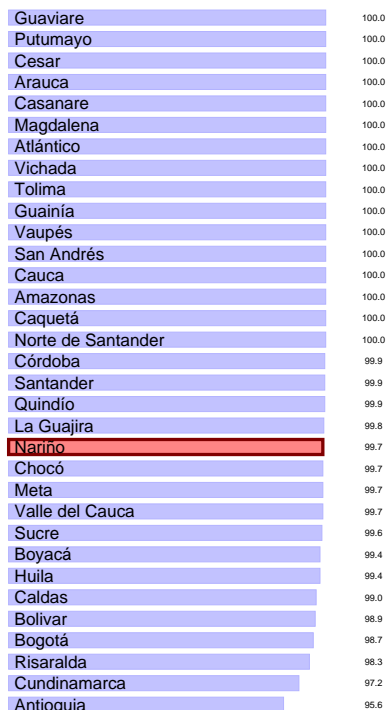 Guaviare 100.0
Putumayo 100.0
Cesar 100.0
Arauca 100.0
Casanare 100.0
Magdalena 100.0
Atlántico 100.0
Vichada 100.0
Tolima 100.0
Guainía 100.0
Vaupés 100.0
San Andrés 100.0
Cauca 100.0
Amazonas 100.0
Caquetá 100.0
Norte de Santander 100.0
Córdoba 99.9
Santander 99.9
Quindío 99.9
La Guajira 99.8
Nariño 99.7
Chocó 99.7
Meta 99.7
Valle del Cauca 99.7
Sucre 99.6
Boyacá 99.4
Huila 99.4
Caldas 99.0
Bolivar 98.9
Bogotá 98.7
Risaralda 98.3
Cundinamarca 97.2
Antioquia 95.6